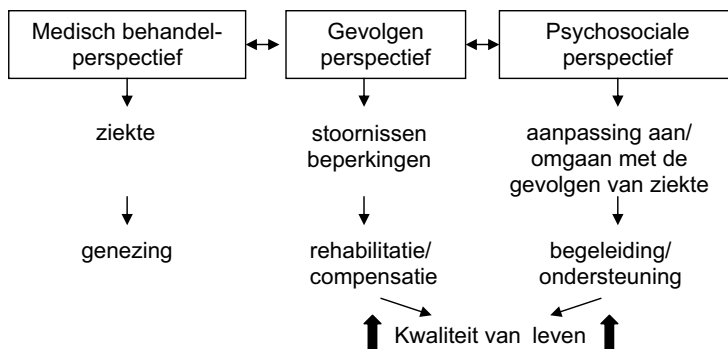 Medisch behandel-
perspectief
Gevolgen
perspectief
Psychosociale
perspectief
ziekte
stoornissen
beperkingen
aanpassing aan/
omgaan met de
gevolgen van ziekte
genezing
rehabilitatie/
compensatie
begeleiding/
ondersteuning
Kwaliteit van leven